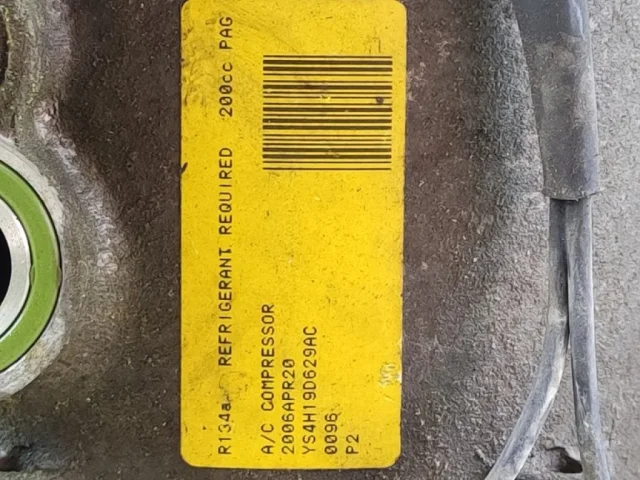 R134a REFRIGERANT REQUIRED 200cc PAG
A/C COMPRESSOR
2006APR20
YS4H19D629AC
0096
P2